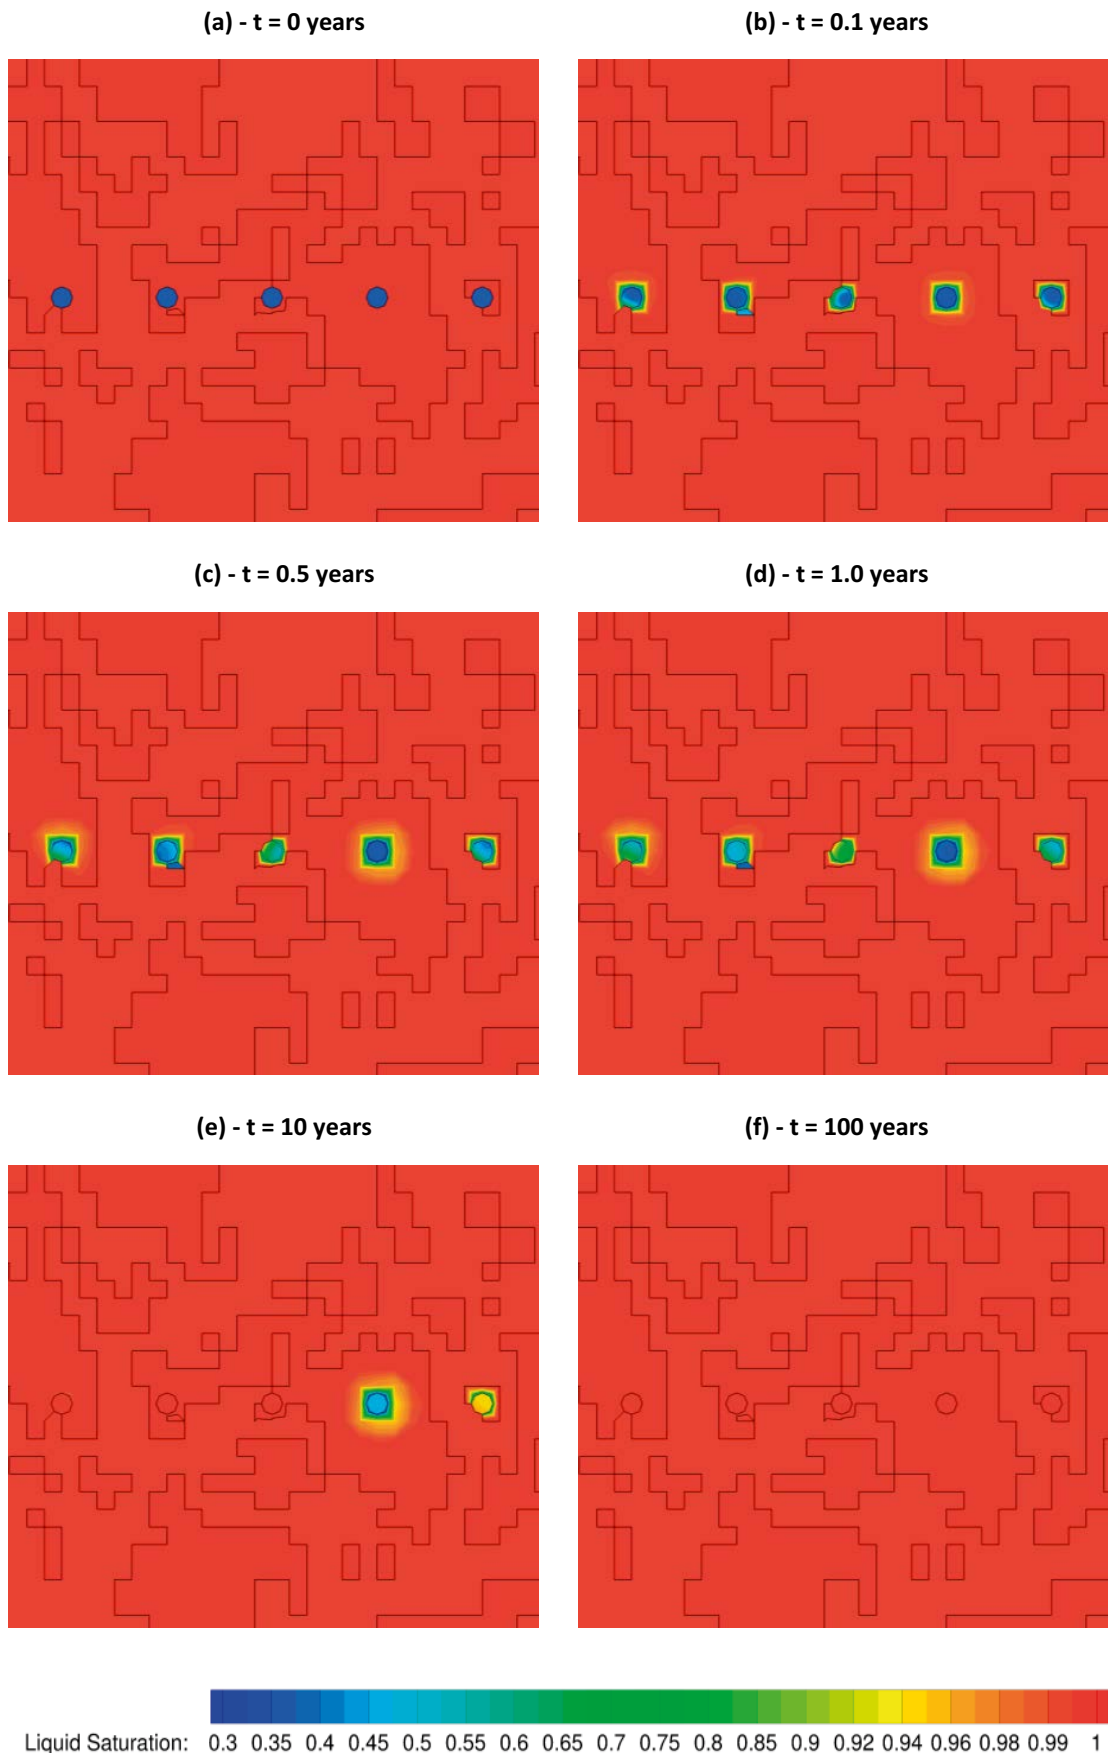 (a) - t = 0 years
(b) - t = 0.1 years
(c) - t = 0.5 years
(d) - t = 1.0 years
(e) - t = 10 years
(f) - t = 100 years
Liquid Saturation: 0.3 0.35 0.4 0.45 0.5 0.55 0.6 0.65 0.7 0.75 0.8 0.85 0.9 0.92 0.94 0.96 0.98 0.99 1